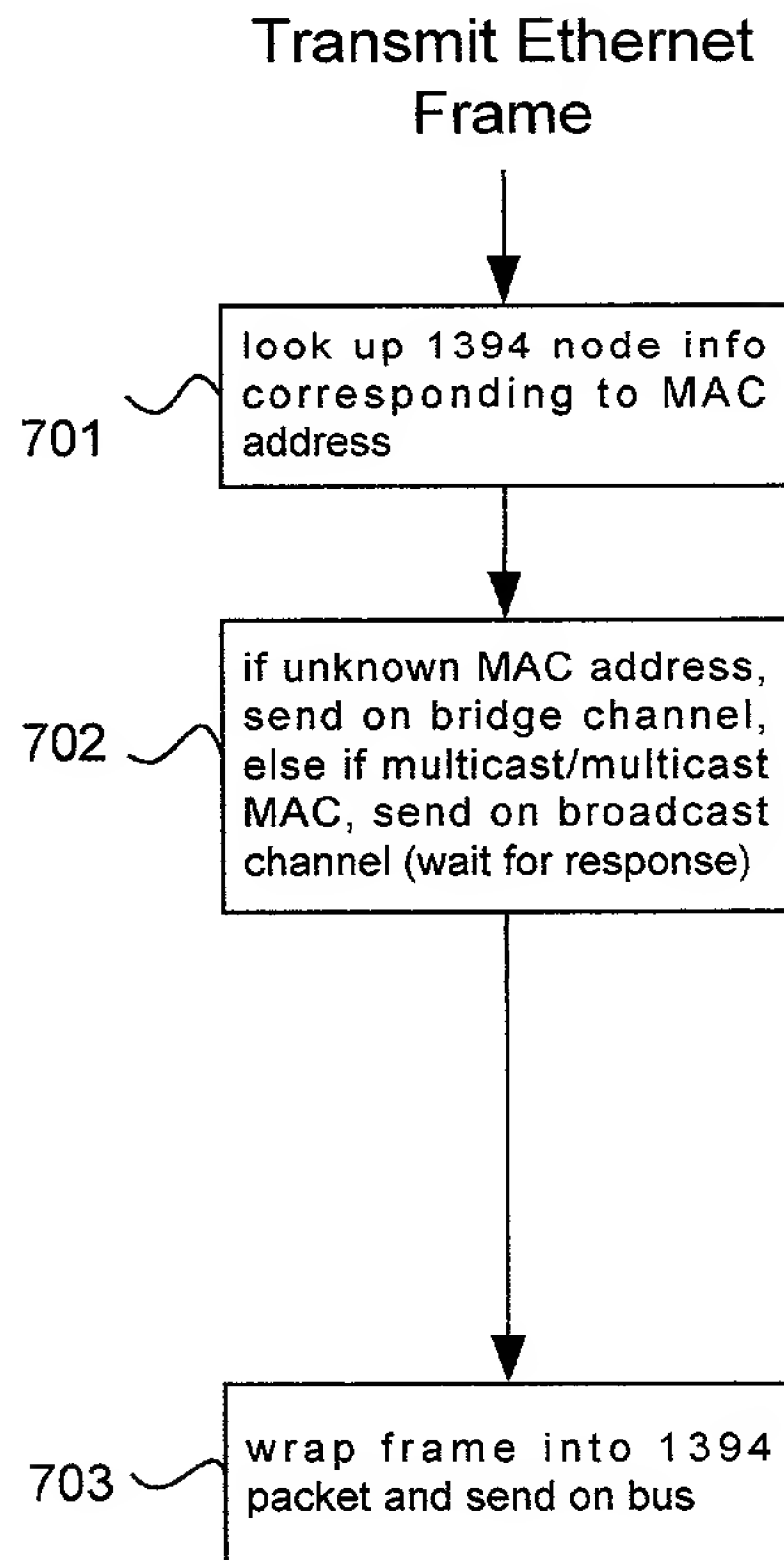 Transmit Ethernet
Frame
look up 1394 node info
corresponding to MAC
address
701
if unknown MAC address,
send on bridge channel,
else if multicast/multicast
MAC, send on broadcast
channel (wait for response)
702
wrap frame into 1394
packet and send on bus
703